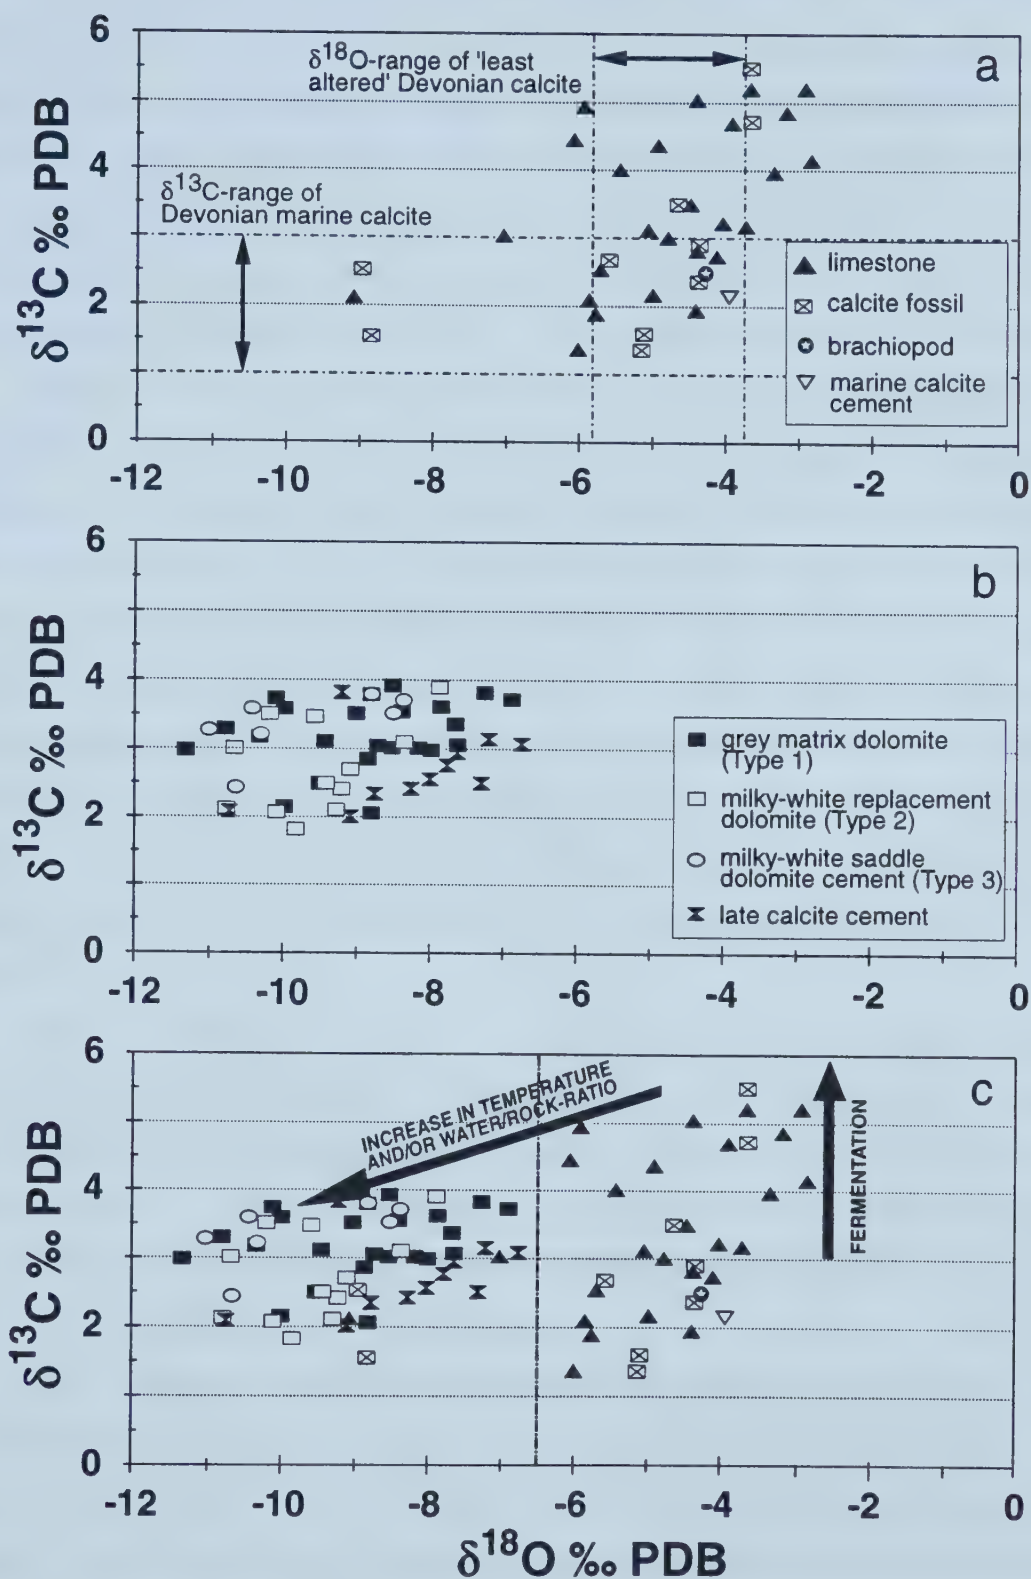 a
δ18O-range of 'least
altered' Devonian calcite
δ13C-range of
Devonian marine calcite
limestone
calcite fossil
brachiopod
marine calcite
cement
δ13C ‰ PDB
6
4
2
0
-12
-10
-8
-6
-4
-2
0
b
grey matrix dolomite
(Type 1)
milky-white replacement
dolomite (Type 2)
milky-white saddle
dolomite cement (Type 3)
late calcite cement
δ13C ‰ PDB
6
4
2
0
-12
-10
-8
-6
-4
-2
0
c
INCREASE IN TEMPERATURE
AND/OR WATER/ROCK-RATIO
FERMENTATION
δ13C ‰ PDB
6
4
2
0
-12
-10
-8
-6
-4
-2
0
δ18O ‰ PDB